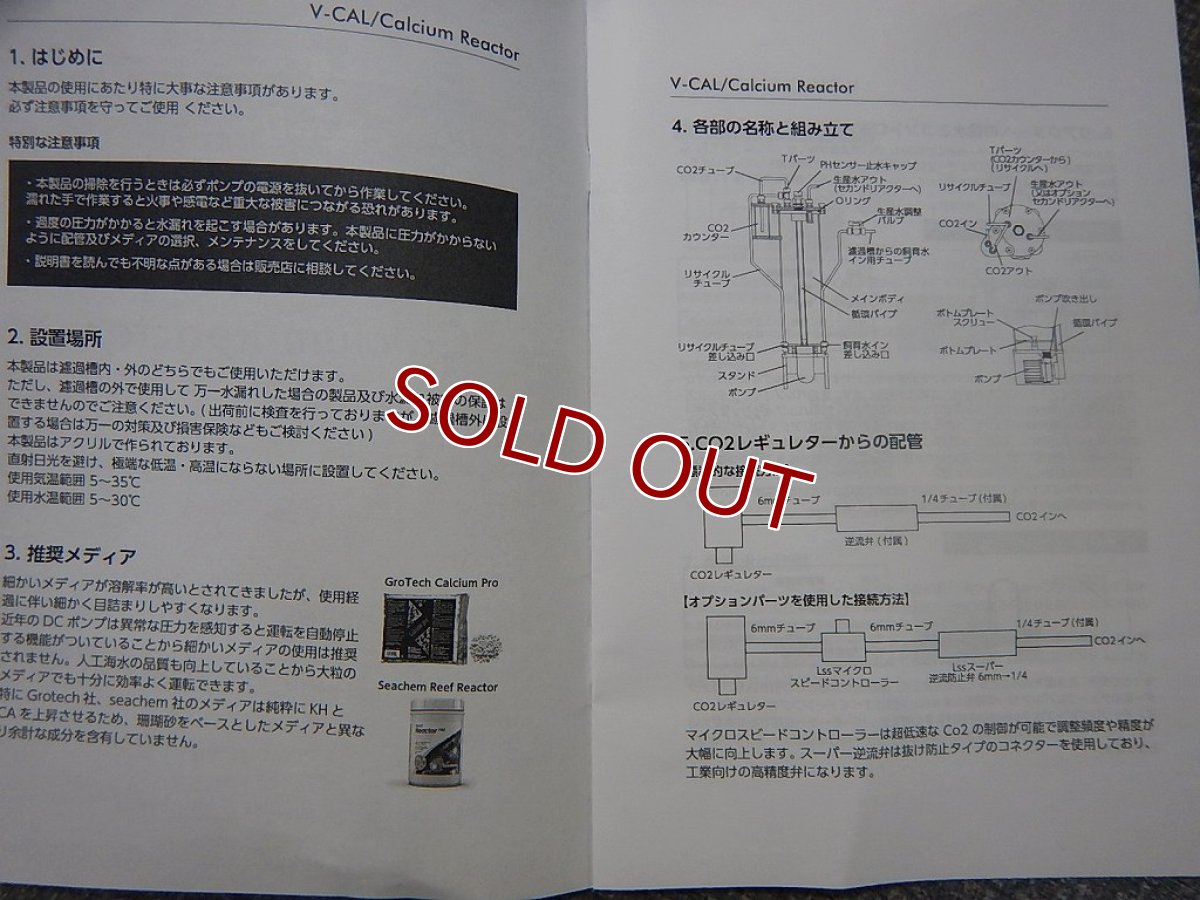 V-CAL/Calcium Reactor
1. はじめに
本製品の使用にあたり特に大事な注意事項があります。
必ず注意事項を守ってご使用 ください。
特別な注意事項
・本製品の掃除を行うときは必ずポンプの電源を抜いてから作業してください。
濡れた手で作業すると火事や感電など重大な被害につながる恐れがあります。
・過度の圧力がかかると水漏れを起こす場合があります。本製品に圧力がかからない
ように配管及びメディアの選択、メンテナンスをしてください。
・説明書を読んでも不明な点がある場合は販売店に相談してください。
2. 設置場所
本製品は濾過槽内・外のどちらでもご使用いただけます。
ただし、濾過槽の外で使用して 万一水漏れした場合の製品及び水 の保
できませんのでご注意ください。( 出荷前に検査を行っており 濾過槽外に設
置する場合は万一の対策及び損害保険などもご検討ください )
本製品はアクリルで作られております。
直射日光を避け、極端な低温・高温にならない場所に設置してください。
使用気温範囲 5～35℃
使用水温範囲 5～30℃
3. 推奨メディア
細かいメディアが溶解率が高いとされてきましたが、使用経
過に伴い細かく目詰まりしやすくなります。
近年の DC ポンプは異常な圧力を感知すると運転を自動停止
する機能がついていることから細かいメディアの使用は推奨
されません。人工海水の品質も向上していることから大粒の
メディアでも十分に効率よく運転できます。
特に Grotech 社、seachem 社のメディアは純粋に KH と
CA を上昇させるため、珊瑚砂をベースとしたメディアと異な
り余計な成分を含有していません。
GroTech Calcium Pro
Seachem Reef Reactor
Reactor
V-CAL/Calcium Reactor
4. 各部の名称と組み立て
CO2チューブ
Tパーツ
PHセンサー止水キャップ
生産水アウト
(セカンドリアクターへ)
Oリング
生産水調整
バルブ
CO2
カウンター
濾過槽からの飼育水
イン用チューブ
リサイクル
チューブ
メインボディ
循環パイプ
リサイクルチューブ
差し込み口
飼育水イン
差し込み口
スタンド
ポンプ
Tパーツ
(CO2カウンターから)
(リサイクルへ)
リサイクルチューブ
生産水アウト
(又はオプション
セカンドリアクターへ)
CO2イン
CO2アウト
ポンプ吹き出し
ボトムプレート
スクリュー
循環パイプ
ボトムプレート
ポンプ
.CO2レギュレターからの配管
的な接続方
6mmチューブ
1/4チューブ(付属)
CO2インへ
逆流弁 (付属)
CO2レギュレター
【オプションパーツを使用した接続方法】
6mmチューブ
6mmチューブ
1/4チューブ(付属)
CO2インへ
Lssマイクロ
スピードコントローラー
Lssスーパー
逆流防止弁 6mm→1/4
CO2レギュレター
マイクロスピードコントローラーは超低速な Co2 の制御が可能で調整頻度や精度が
大幅に向上します。スーパー逆流弁は抜け防止タイプのコネクターを使用しており、
工業向けの高精度弁になります。
SOLD OUT